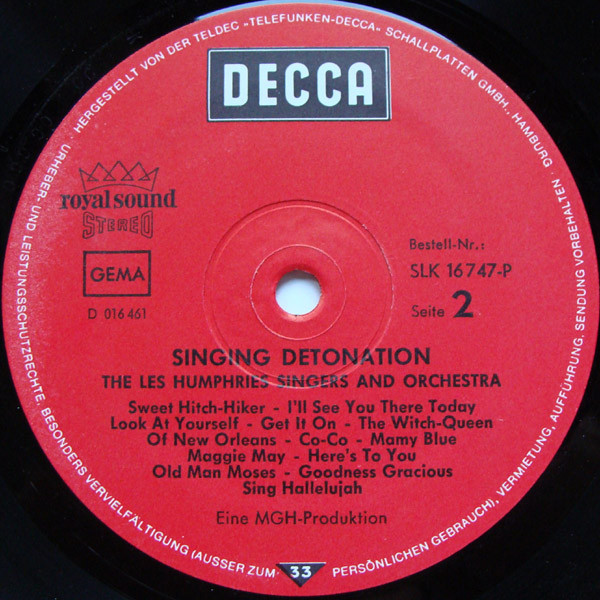 HERGESTELLT VON DER TELDEC »TELEFUNKEN-DECCA« SCHALLPLATTEN GMBH., HAMBURG · URHEBER- UND LEISTUNGSSCHUTZRECHTE, BESONDERS VERVIELFÄLTIGUNG (AUSSER ZUM PERSÖNLICHEN GEBRAUCH), VERMIETUNG, AUFFÜHRUNG, SENDUNG VORBEHALTEN ·
DECCA
royal sound
STEREO
GEMA
D 016 461
Bestell-Nr.:
SLK 16 747-P
Seite 2
SINGING DETONATION
THE LES HUMPHRIES SINGERS AND ORCHESTRA
Sweet Hitch-Hiker - I'll See You There Today
Look At Yourself - Get It On - The Witch-Queen
Of New Orleans - Co-Co - Mamy Blue
Maggie May - Here's To You
Old Man Moses - Goodness Gracious
Sing Hallelujah
Eine MGH-Produktion
33